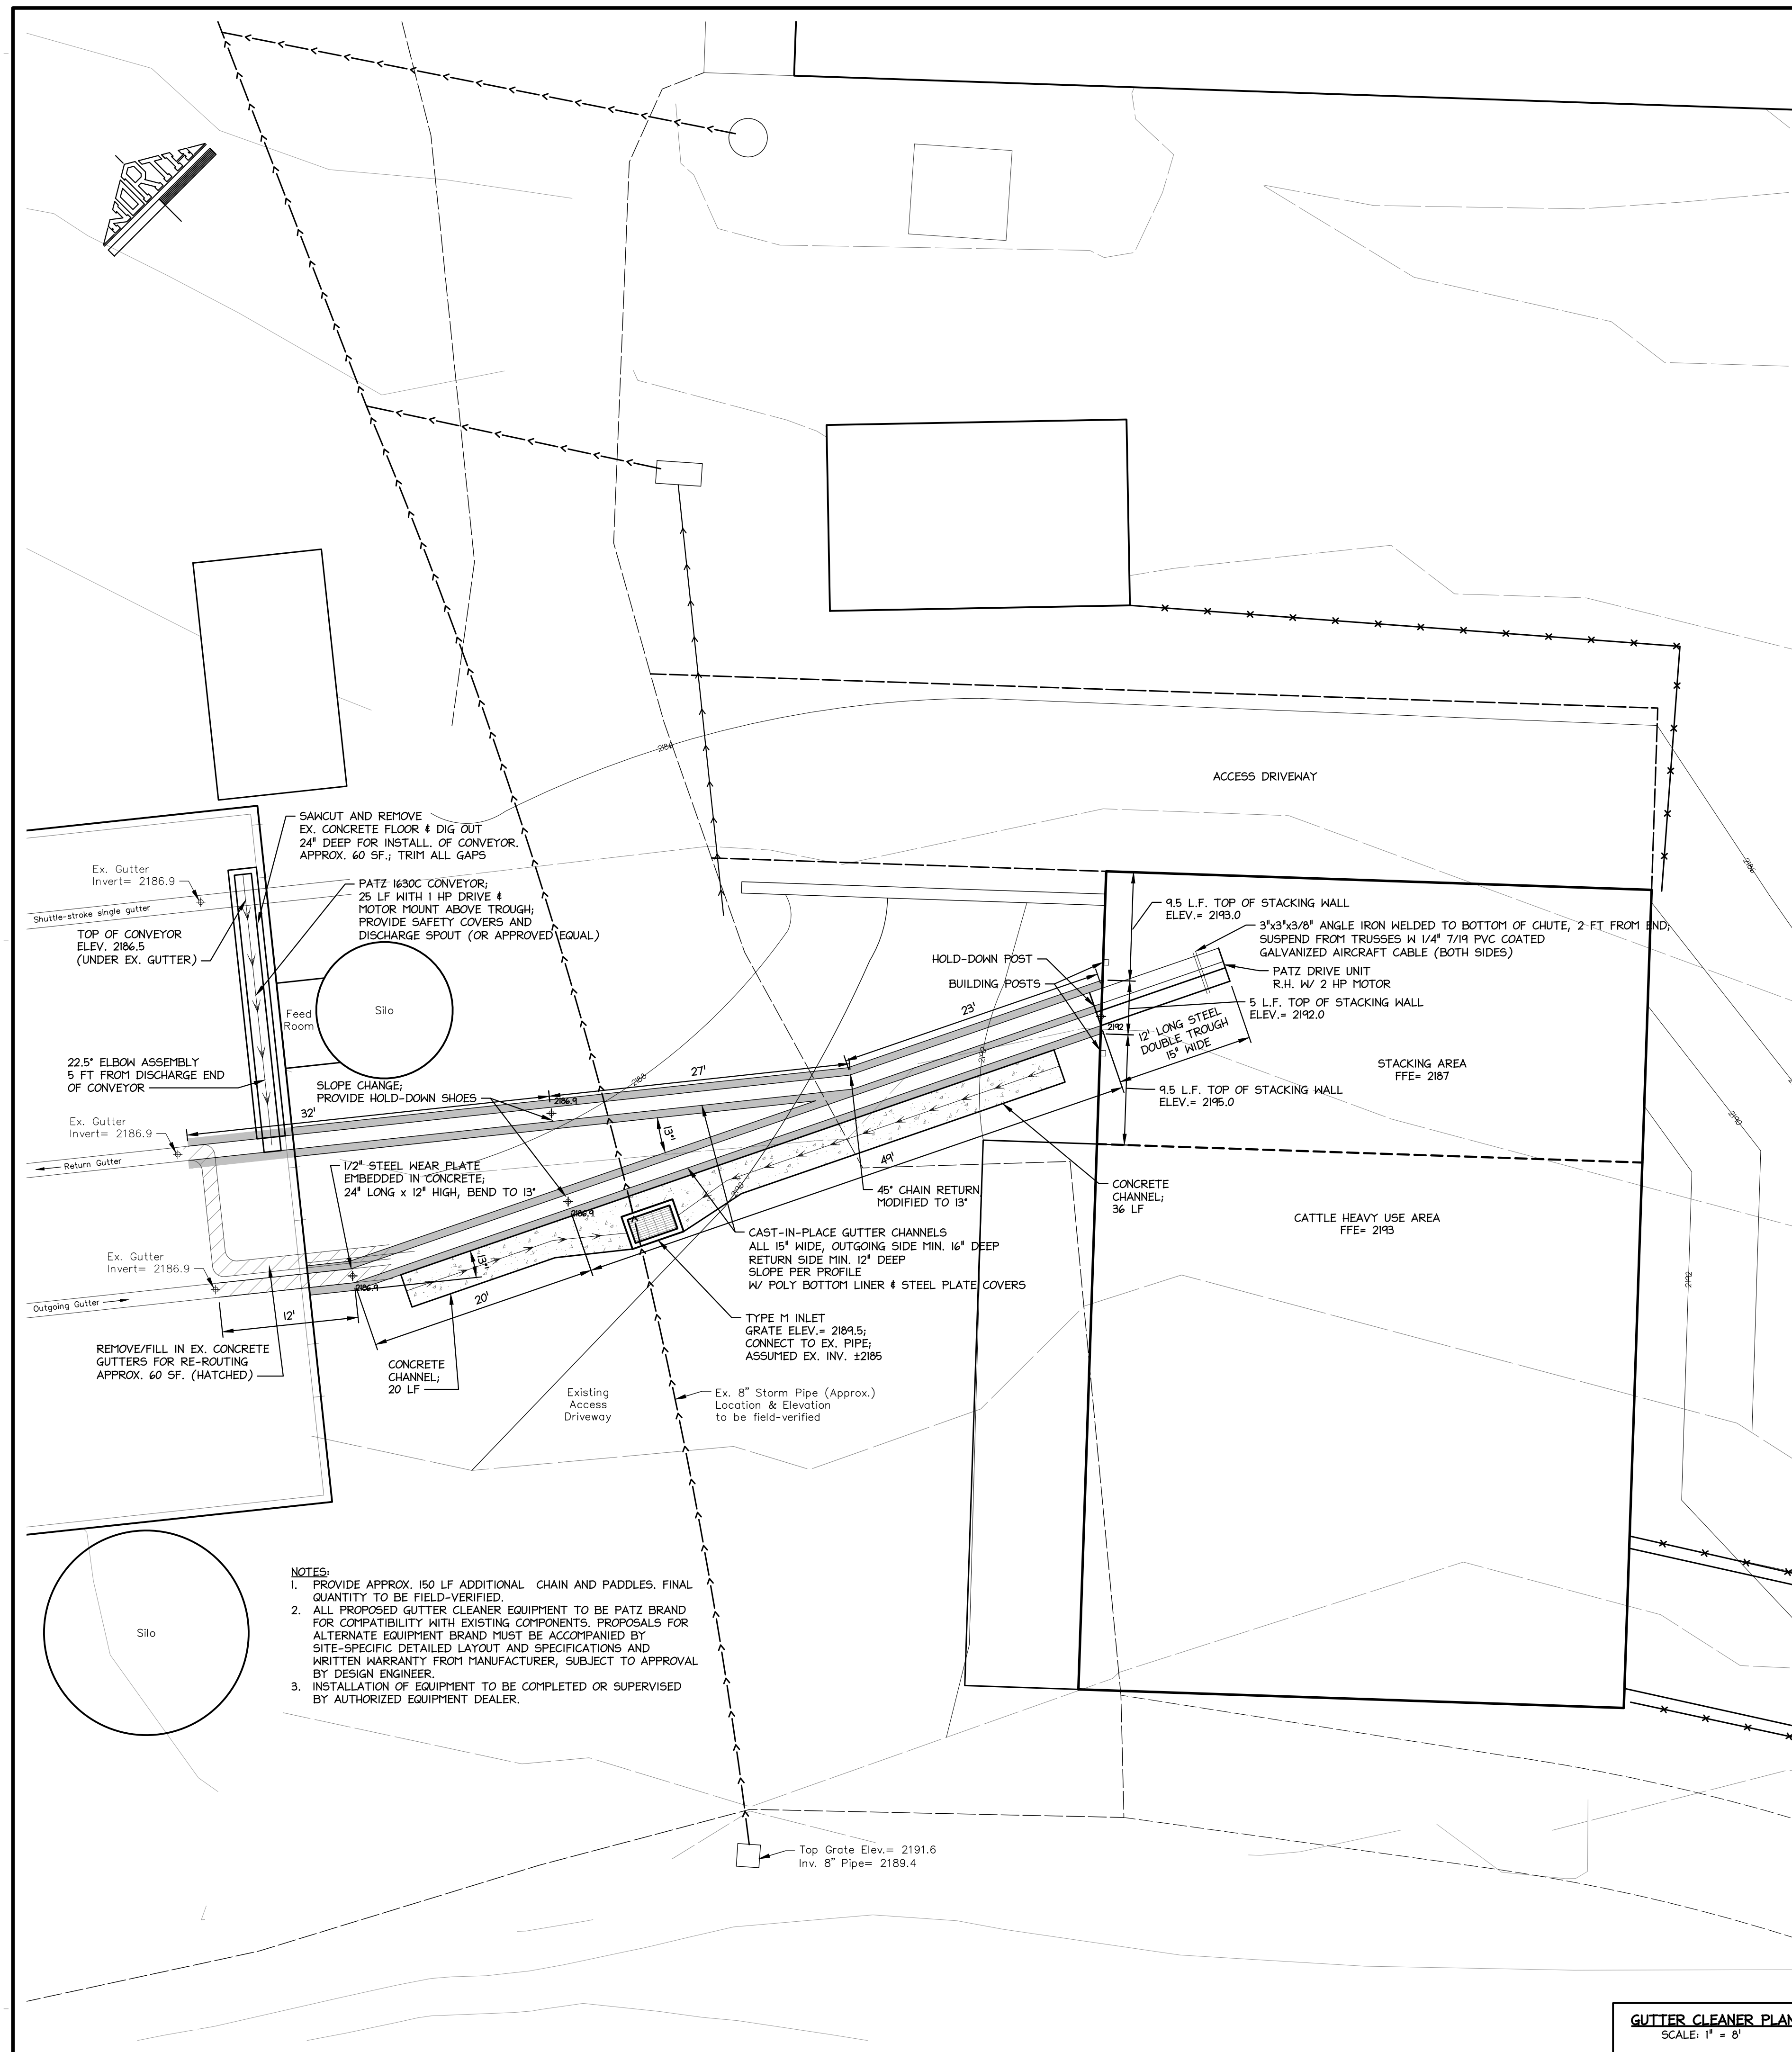 NORTH
2186
ACCESS DRIVEWAY
2186
SAWCUT AND REMOVE
EX. CONCRETE FLOOR & DIG OUT
24" DEEP FOR INSTALL. OF CONVEYOR.
APPROX. 60 SF.; TRIM ALL GAPS
Ex. Gutter
Invert= 2186.9
Shuttle-stroke single gutter
TOP OF CONVEYOR
ELEV. 2186.5
(UNDER EX. GUTTER)
PATZ 1630C CONVEYOR;
25 LF WITH 1 HP DRIVE &
MOTOR MOUNT ABOVE TROUGH;
PROVIDE SAFETY COVERS AND
DISCHARGE SPOUT (OR APPROVED EQUAL)
9.5 L.F. TOP OF STACKING WALL
ELEV.= 2193.0
3"x3"x3/8" ANGLE IRON WELDED TO BOTTOM OF CHUTE, 2 FT FROM END;
SUSPEND FROM TRUSSES W 1/4" 7/19 PVC COATED
GALVANIZED AIRCRAFT CABLE (BOTH SIDES)
HOLD-DOWN POST
BUILDING POSTS
PATZ DRIVE UNIT
R.H. W/ 2 HP MOTOR
5 L.F. TOP OF STACKING WALL
ELEV.= 2192.0
23'
2192
12' LONG STEEL
DOUBLE TROUGH
15" WIDE
Feed
Room
Silo
STACKING AREA
FFE= 2187
22.5° ELBOW ASSEMBLY
5 FT FROM DISCHARGE END
OF CONVEYOR
SLOPE CHANGE;
PROVIDE HOLD-DOWN SHOES
27'
2188
2192
32'
2186.9
9.5 L.F. TOP OF STACKING WALL
ELEV.= 2195.0
2190
Ex. Gutter
Invert= 2186.9
Return Gutter
13°
49'
1/2" STEEL WEAR PLATE
EMBEDDED IN CONCRETE;
24" LONG x 12" HIGH, BEND TO 13°
45° CHAIN RETURN
MODIFIED TO 13°
CONCRETE
CHANNEL;
36 LF
2190
2186.9
CATTLE HEAVY USE AREA
FFE= 2193
CAST-IN-PLACE GUTTER CHANNELS
ALL 15" WIDE, OUTGOING SIDE MIN. 16" DEEP
RETURN SIDE MIN. 12" DEEP
SLOPE PER PROFILE
W/ POLY BOTTOM LINER & STEEL PLATE COVERS
Ex. Gutter
Invert= 2186.9
13°
2186.9
2192
Outgoing Gutter
12'
20'
TYPE M INLET
GRATE ELEV.= 2189.5;
CONNECT TO EX. PIPE;
ASSUMED EX. INV. ±2185
REMOVE/FILL IN EX. CONCRETE
GUTTERS FOR RE-ROUTING
APPROX. 60 SF. (HATCHED)
CONCRETE
CHANNEL;
20 LF
Existing
Access
Driveway
Ex. 8" Storm Pipe (Approx.)
Location & Elevation
to be field-verified
NOTES:
1. PROVIDE APPROX. 150 LF ADDITIONAL CHAIN AND PADDLES. FINAL
QUANTITY TO BE FIELD-VERIFIED.
2. ALL PROPOSED GUTTER CLEANER EQUIPMENT TO BE PATZ BRAND
FOR COMPATIBILITY WITH EXISTING COMPONENTS. PROPOSALS FOR
ALTERNATE EQUIPMENT BRAND MUST BE ACCOMPANIED BY
SITE-SPECIFIC DETAILED LAYOUT AND SPECIFICATIONS AND
WRITTEN WARRANTY FROM MANUFACTURER, SUBJECT TO APPROVAL
BY DESIGN ENGINEER.
3. INSTALLATION OF EQUIPMENT TO BE COMPLETED OR SUPERVISED
BY AUTHORIZED EQUIPMENT DEALER.
Silo
Top Grate Elev.= 2191.6
Inv. 8" Pipe= 2189.4
GUTTER CLEANER PLAN
SCALE: 1" = 8'